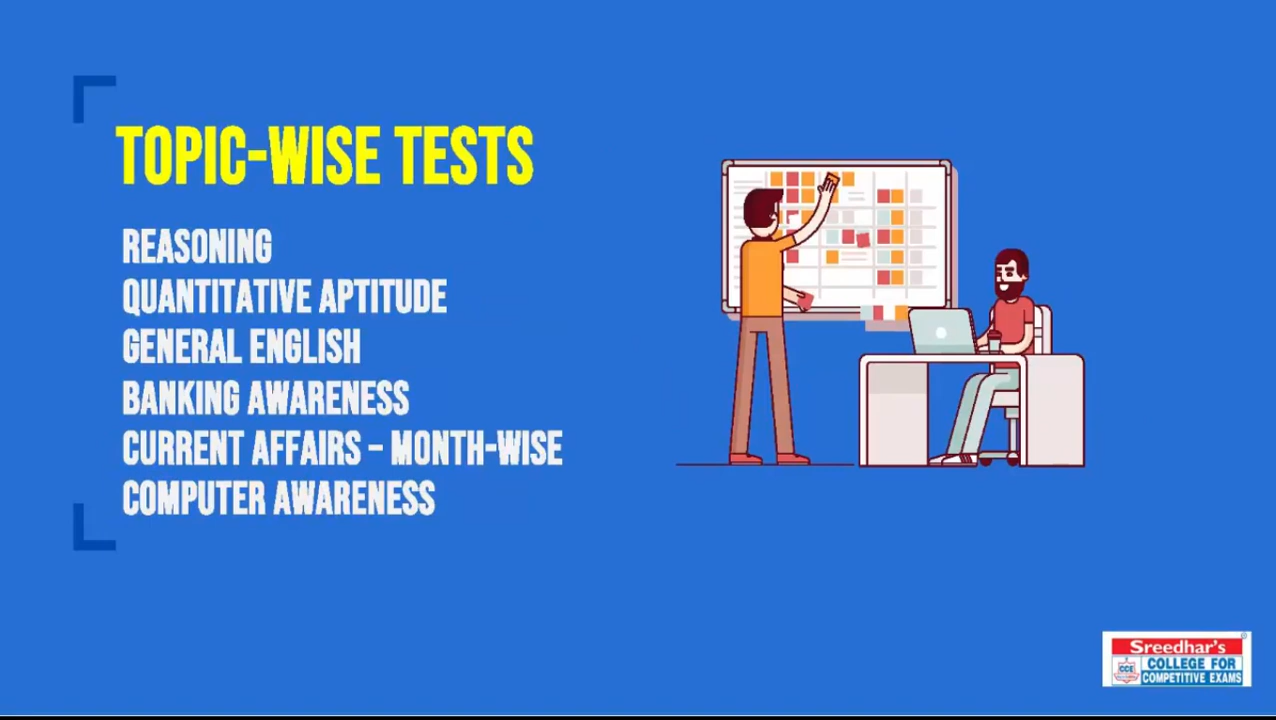 TOPIC-WISE TESTS
REASONING
QUANTITATIVE APTITUDE
GENERAL ENGLISH
BANKING AWARENESS
CURRENT AFFAIRS – MONTH-WISE
COMPUTER AWARENESS
Sreedhar's
CCE
COLLEGE FOR
COMPETITIVE EXAMS